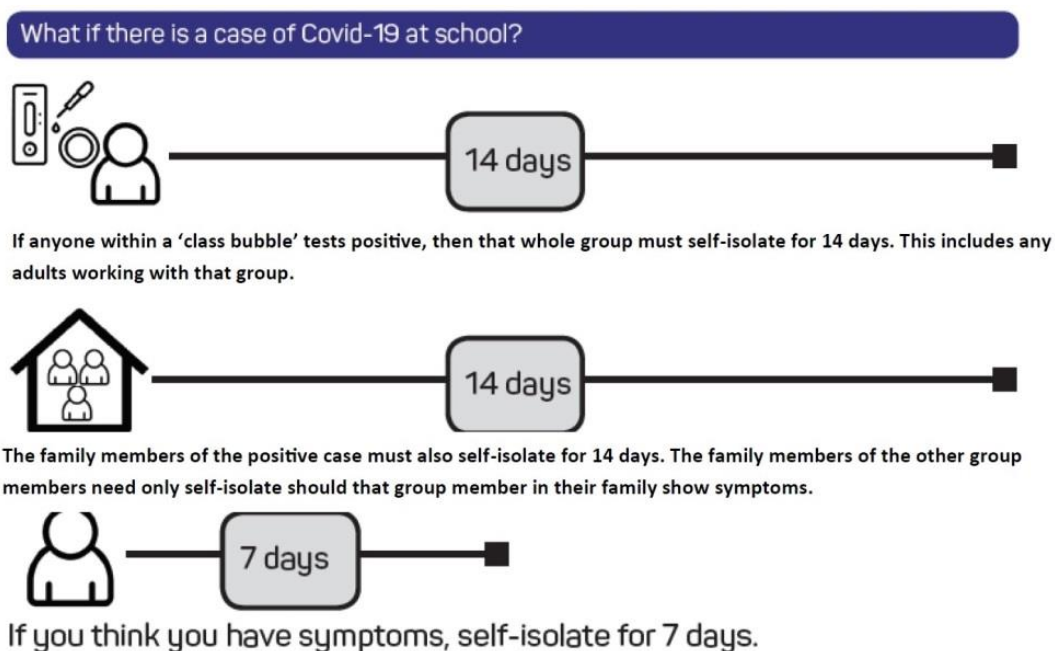 What if there is a case of Covid-19 at school?
14 days
If anyone within a ‘class bubble’ tests positive, then that whole group must self-isolate for 14 days. This includes any
adults working with that group.
14 days
The family members of the positive case must also self-isolate for 14 days. The family members of the other group
members need only self-isolate should that group member in their family show symptoms.
7 days
If you think you have symptoms, self-isolate for 7 days.